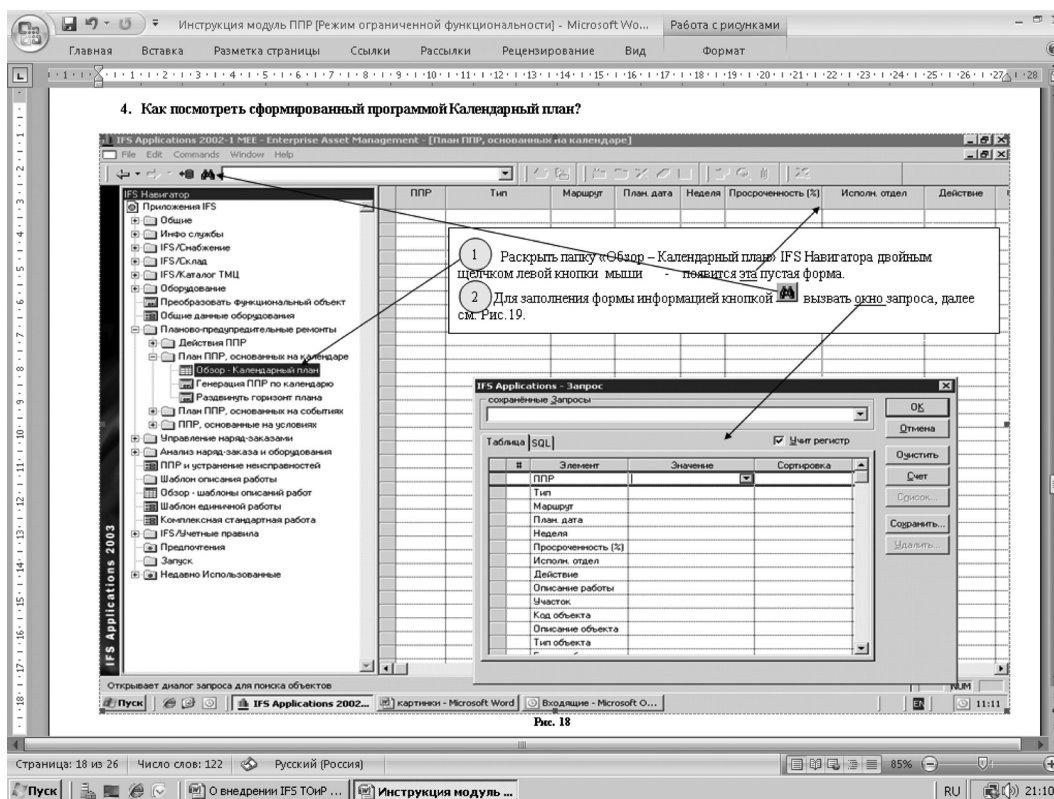 Инструкция модуль ППР [Режим ограниченной функциональности] - Microsoft Wo...
Работа с рисунками
Главная Вставка Разметка страницы Ссылки Рассылки Рецензирование Вид Формат
4. Как посмотреть сформированный программой Календарный план?
IFS Applications 2002-1 MEE - Enterprise Asset Management - [План ППР, основанных на календаре]
File Edit Commands Window Help
IFS Навигатор
Приложения IFS
Общие
Инфо службы
IFS/Снабжение
IFS/Склад
IFS/Каталог ТМЦ
Оборудование
Преобразовать функциональный объект
Общие данные оборудования
Планово-предупредительные ремонты
Действия ППР
План ППР, основанных на календаре
Обзор - Календарный план
Генерация ППР по календарю
Раздвинуть горизонт плана
План ППР, основанных на событиях
ППР, основанные на условиях
Управление наряд-заказами
Анализ наряд-заказа и оборудования
ППР и устранение неисправностей
Шаблон описания работы
Обзор - шаблоны описаний работ
Шаблон единичной работы
Комплексная стандартная работа
IFS/Учетные правила
Предпочтения
Запуск
Недавно Использованные
IFS Applications 2003
ППР Тип Маршрут План. дата Неделя Просроченность (%) Исполн. отдел Действие
1 Раскрыть папку «Обзор – Календарный план» IFS Навигатора двойным
щелчком левой кнопки мыши - появится эта пустая форма.
2 Для заполнения формы информацией кнопкой вызвать окно запроса, далее
см. Рис. 19.
IFS Applications - Запрос
сохранённые Запросы
OK
Отмена
Очистить
Счет
Список...
Сохранить...
Удалить...
Таблица SQL Учит регистр
# Элемент Значение Сортировка
ППР
Тип
Маршрут
План. дата
Неделя
Просроченность (%)
Исполн. отдел
Действие
Описание работы
Участок
Код объекта
Описание объекта
Тип объекта
Открывает диалог запроса для поиска объектов
NUM
Пуск IFS Applications 2002... картинки - Microsoft Word Входящие - Microsoft O... EN 11:11
Рис. 18
Страница: 18 из 26 Число слов: 122 Русский (Россия) 85%
Пуск О внедрении IFS ТОиР ... Инструкция модуль ... RU 21:10